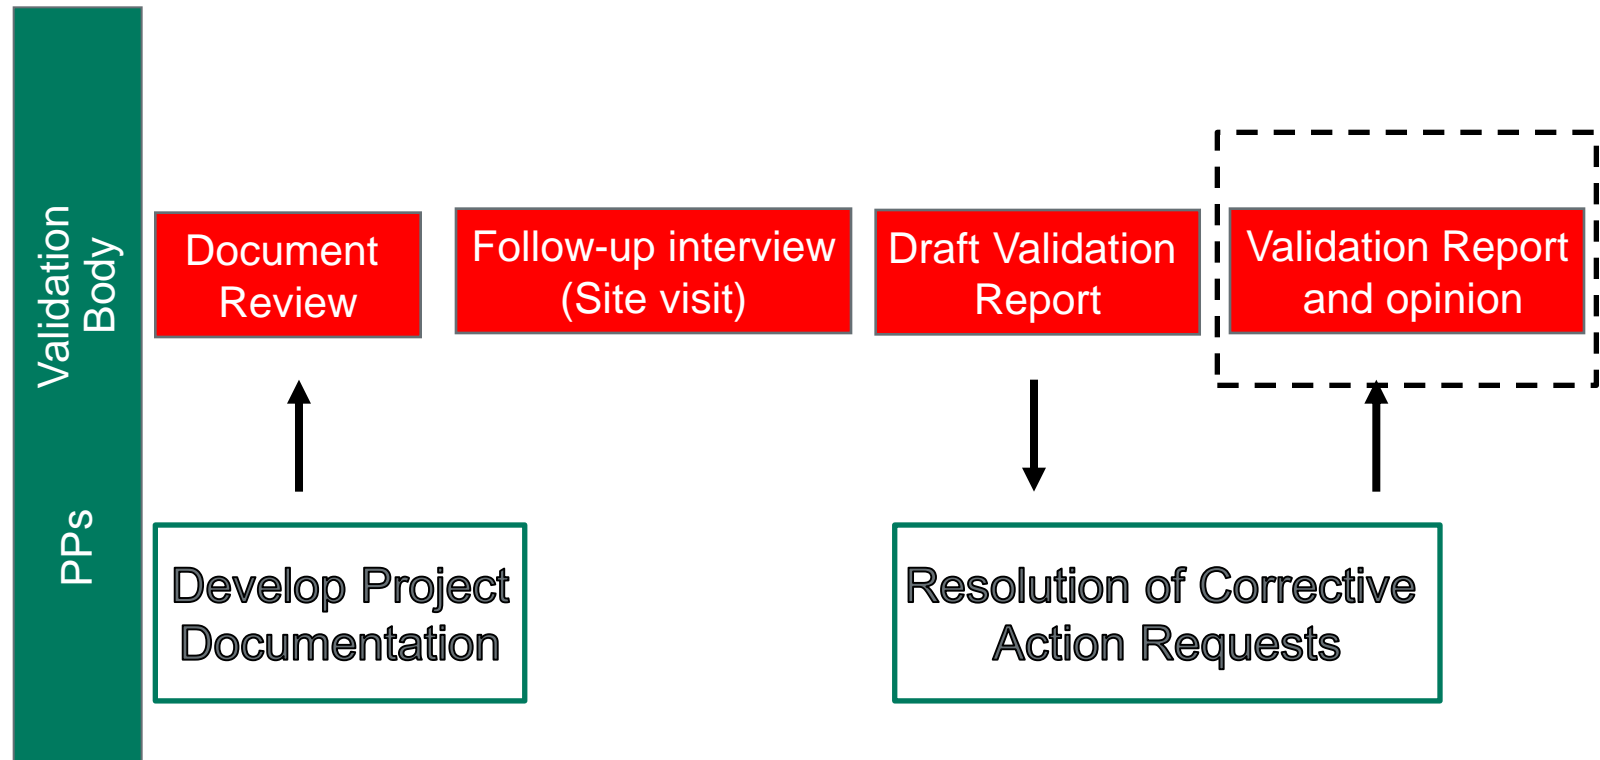 Validation
Body
PPs
Document
Review
Follow-up interview
(Site visit)
Draft Validation
Report
Validation Report
and opinion
Develop Project
Documentation
Resolution of Corrective
Action Requests